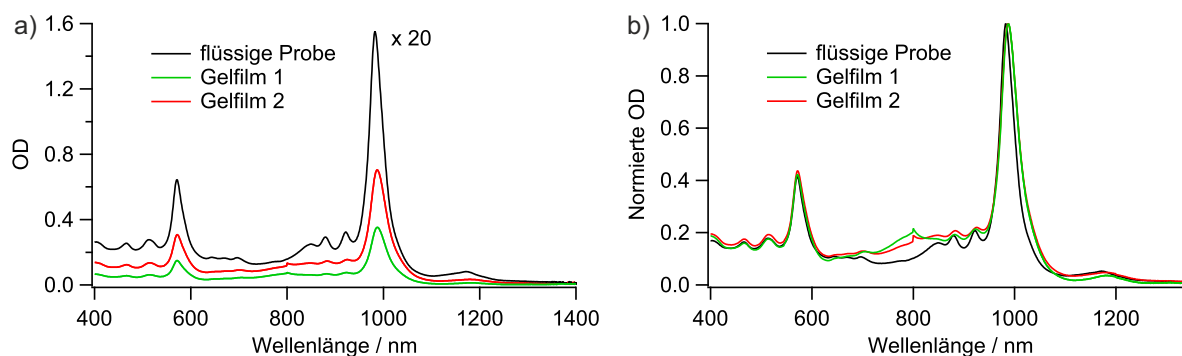 a)
1.6
1.2
0.8
0.4
0.0
OD
flüssige Probe
Gelfilm 1
Gelfilm 2
x 20
400 600 800 1000 1200 1400
Wellenlänge / nm
b)
1.0
0.8
0.6
0.4
0.2
0.0
Normierte OD
flüssige Probe
Gelfilm 1
Gelfilm 2
400 600 800 1000 1200
Wellenlänge / nm